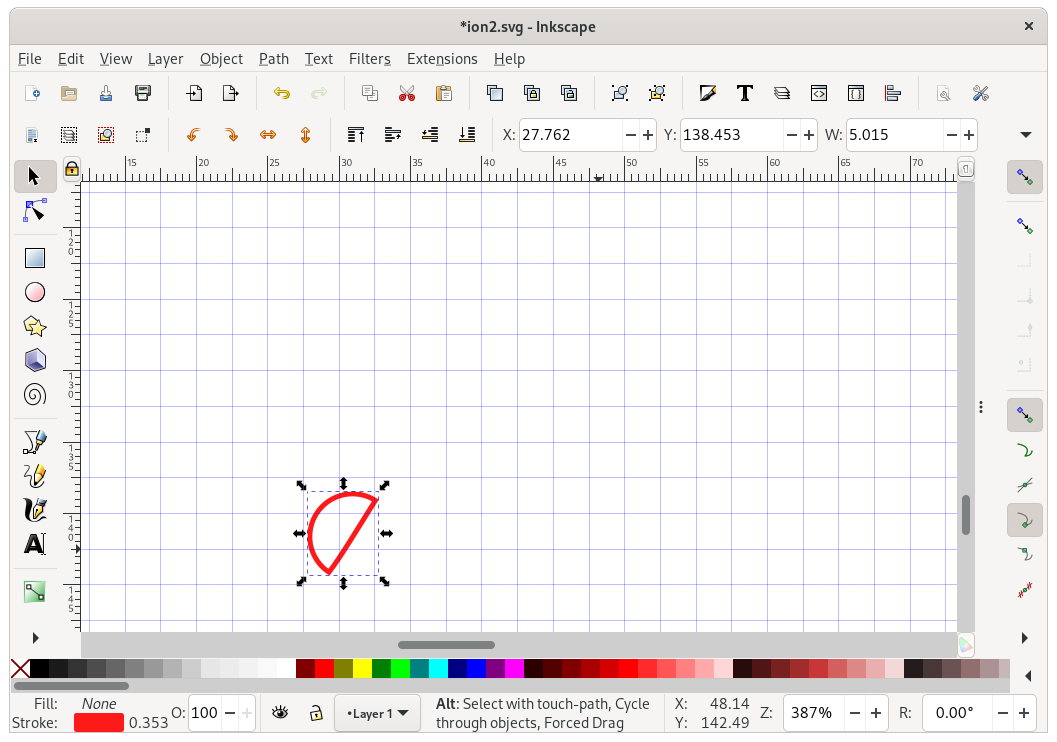 *ion2.svg - Inkscape
File Edit View Layer Object Path Text Filters Extensions Help
X: 27.762 Y: 138.453 W: 5.015
15 20 25 30 35 40 45 50 55 60 65 70
120
125
130
135
140
145
Fill: None O: 100 •Layer 1 Alt: Select with touch-path, Cycle X: 48.14 Z: 387% R: 0.00°
Stroke: 0.353 through objects, Forced Drag Y: 142.49